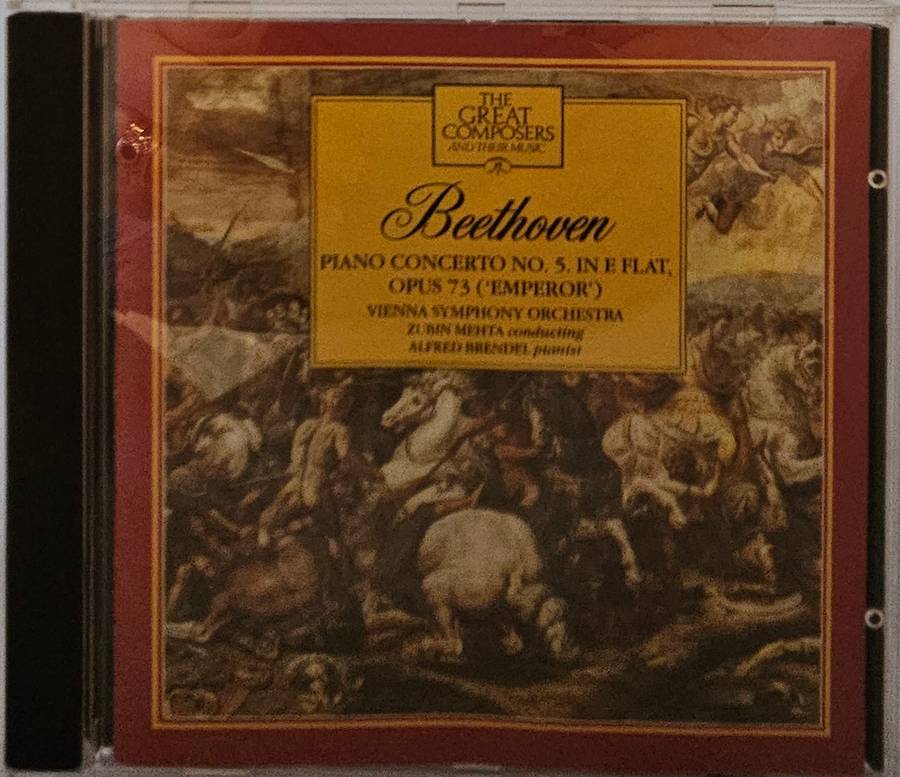 THE
GREAT
COMPOSERS
AND THEIR MUSIC
Beethoven
PIANO CONCERTO NO. 5. IN E FLAT,
OPUS 73 ('EMPEROR')
VIENNA SYMPHONY ORCHESTRA
ZUBIN MEHTA conducting
ALFRED BRENDEL pianist